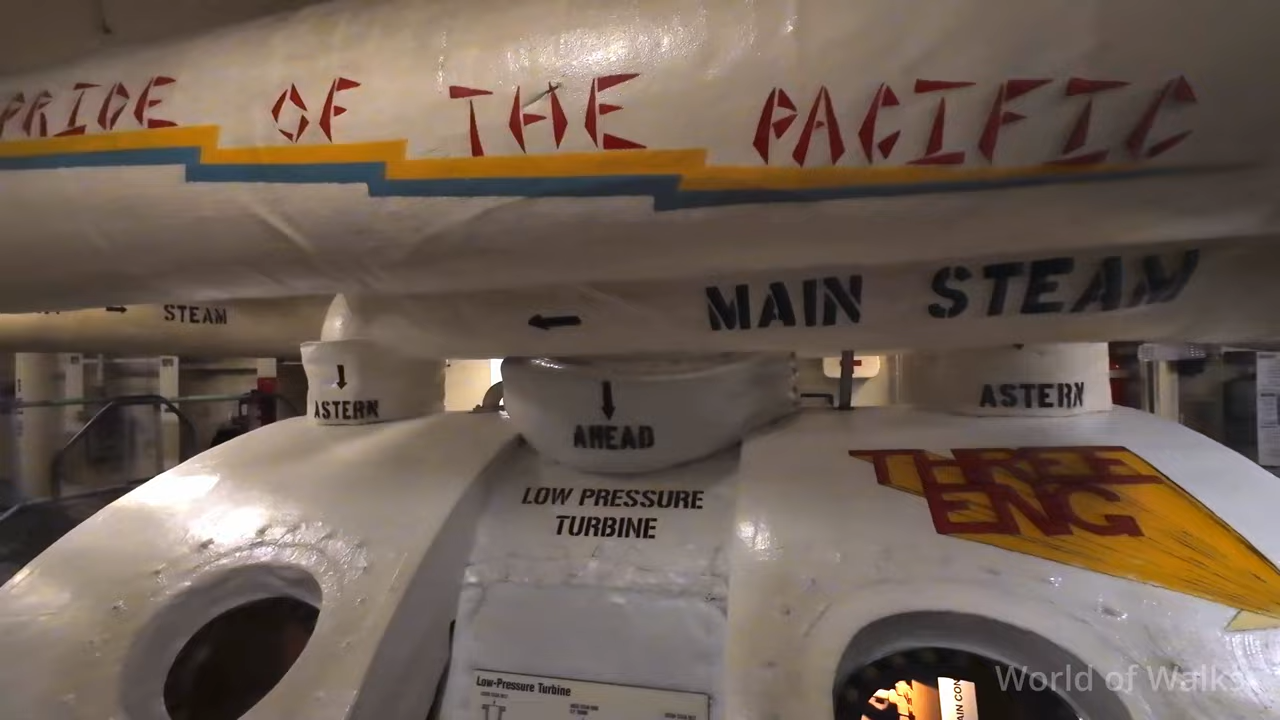 PRIDE OF THE PACIFIC
MAIN STEAM
STEAM
ASTERN
AHEAD
ASTERN
LOW PRESSURE
TURBINE
THREE
ENG
Low-Pressure Turbine
World of Walks